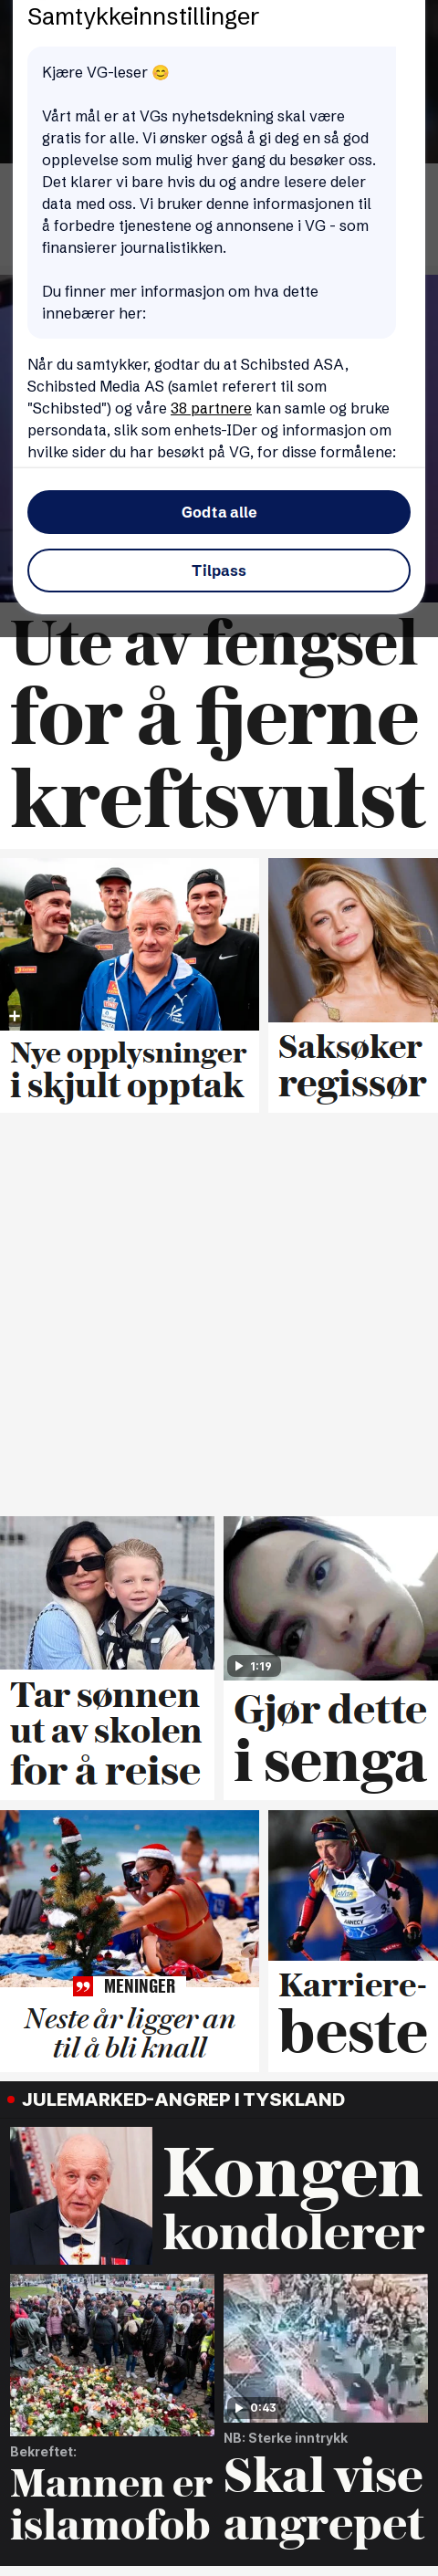 Samtykkeinnstillinger
Kjære VG-leser 😊
Vårt mål er at VGs nyhetsdekning skal være
gratis for alle. Vi ønsker også å gi deg en så god
opplevelse som mulig hver gang du besøker oss.
Det klarer vi bare hvis du og andre lesere deler
data med oss. Vi bruker denne informasjonen til
å forbedre tjenestene og annonsene i VG - som
finansierer journalistikken.
Du finner mer informasjon om hva dette
innebærer her:
Når du samtykker, godtar du at Schibsted ASA,
Schibsted Media AS (samlet referert til som
"Schibsted") og våre 38 partnere kan samle og bruke
persondata, slik som enhets-IDer og informasjon om
hvilke sider du har besøkt på VG, for disse formålene:
Godta alle
Tilpass
Ute av fengsel
for å fjerne
kreftsvulst
Nye opplysninger
i skjult opptak
Saksøker
regissør
Tar sønnen
ut av skolen
for å reise
1:19
Gjør dette
i senga
MENINGER
Neste år ligger an
til å bli knall
35
ANNECY
Karriere-
beste
JULEMARKED-ANGREP I TYSKLAND
Kongen
kondolerer
Bekreftet:
Mannen er
islamofob
0:43
NB: Sterke inntrykk
Skal vise
angrepet